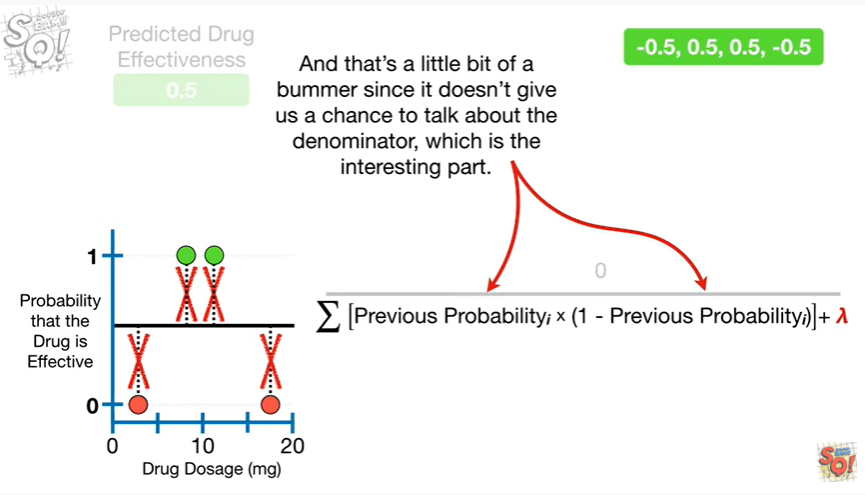 Predicted Drug
Effectiveness
0.5
And that's a little bit of a
bummer since it doesn't give
us a chance to talk about the
denominator, which is the
interesting part.
-0.5, 0.5, 0.5, -0.5
0
∑ [Previous Probabilityᵢ × (1 - Previous Probabilityᵢ)]+ λ
1
Probability
that the
Drug is
Effective
0
0 10 20
Drug Dosage (mg)
SQ!
SQ!